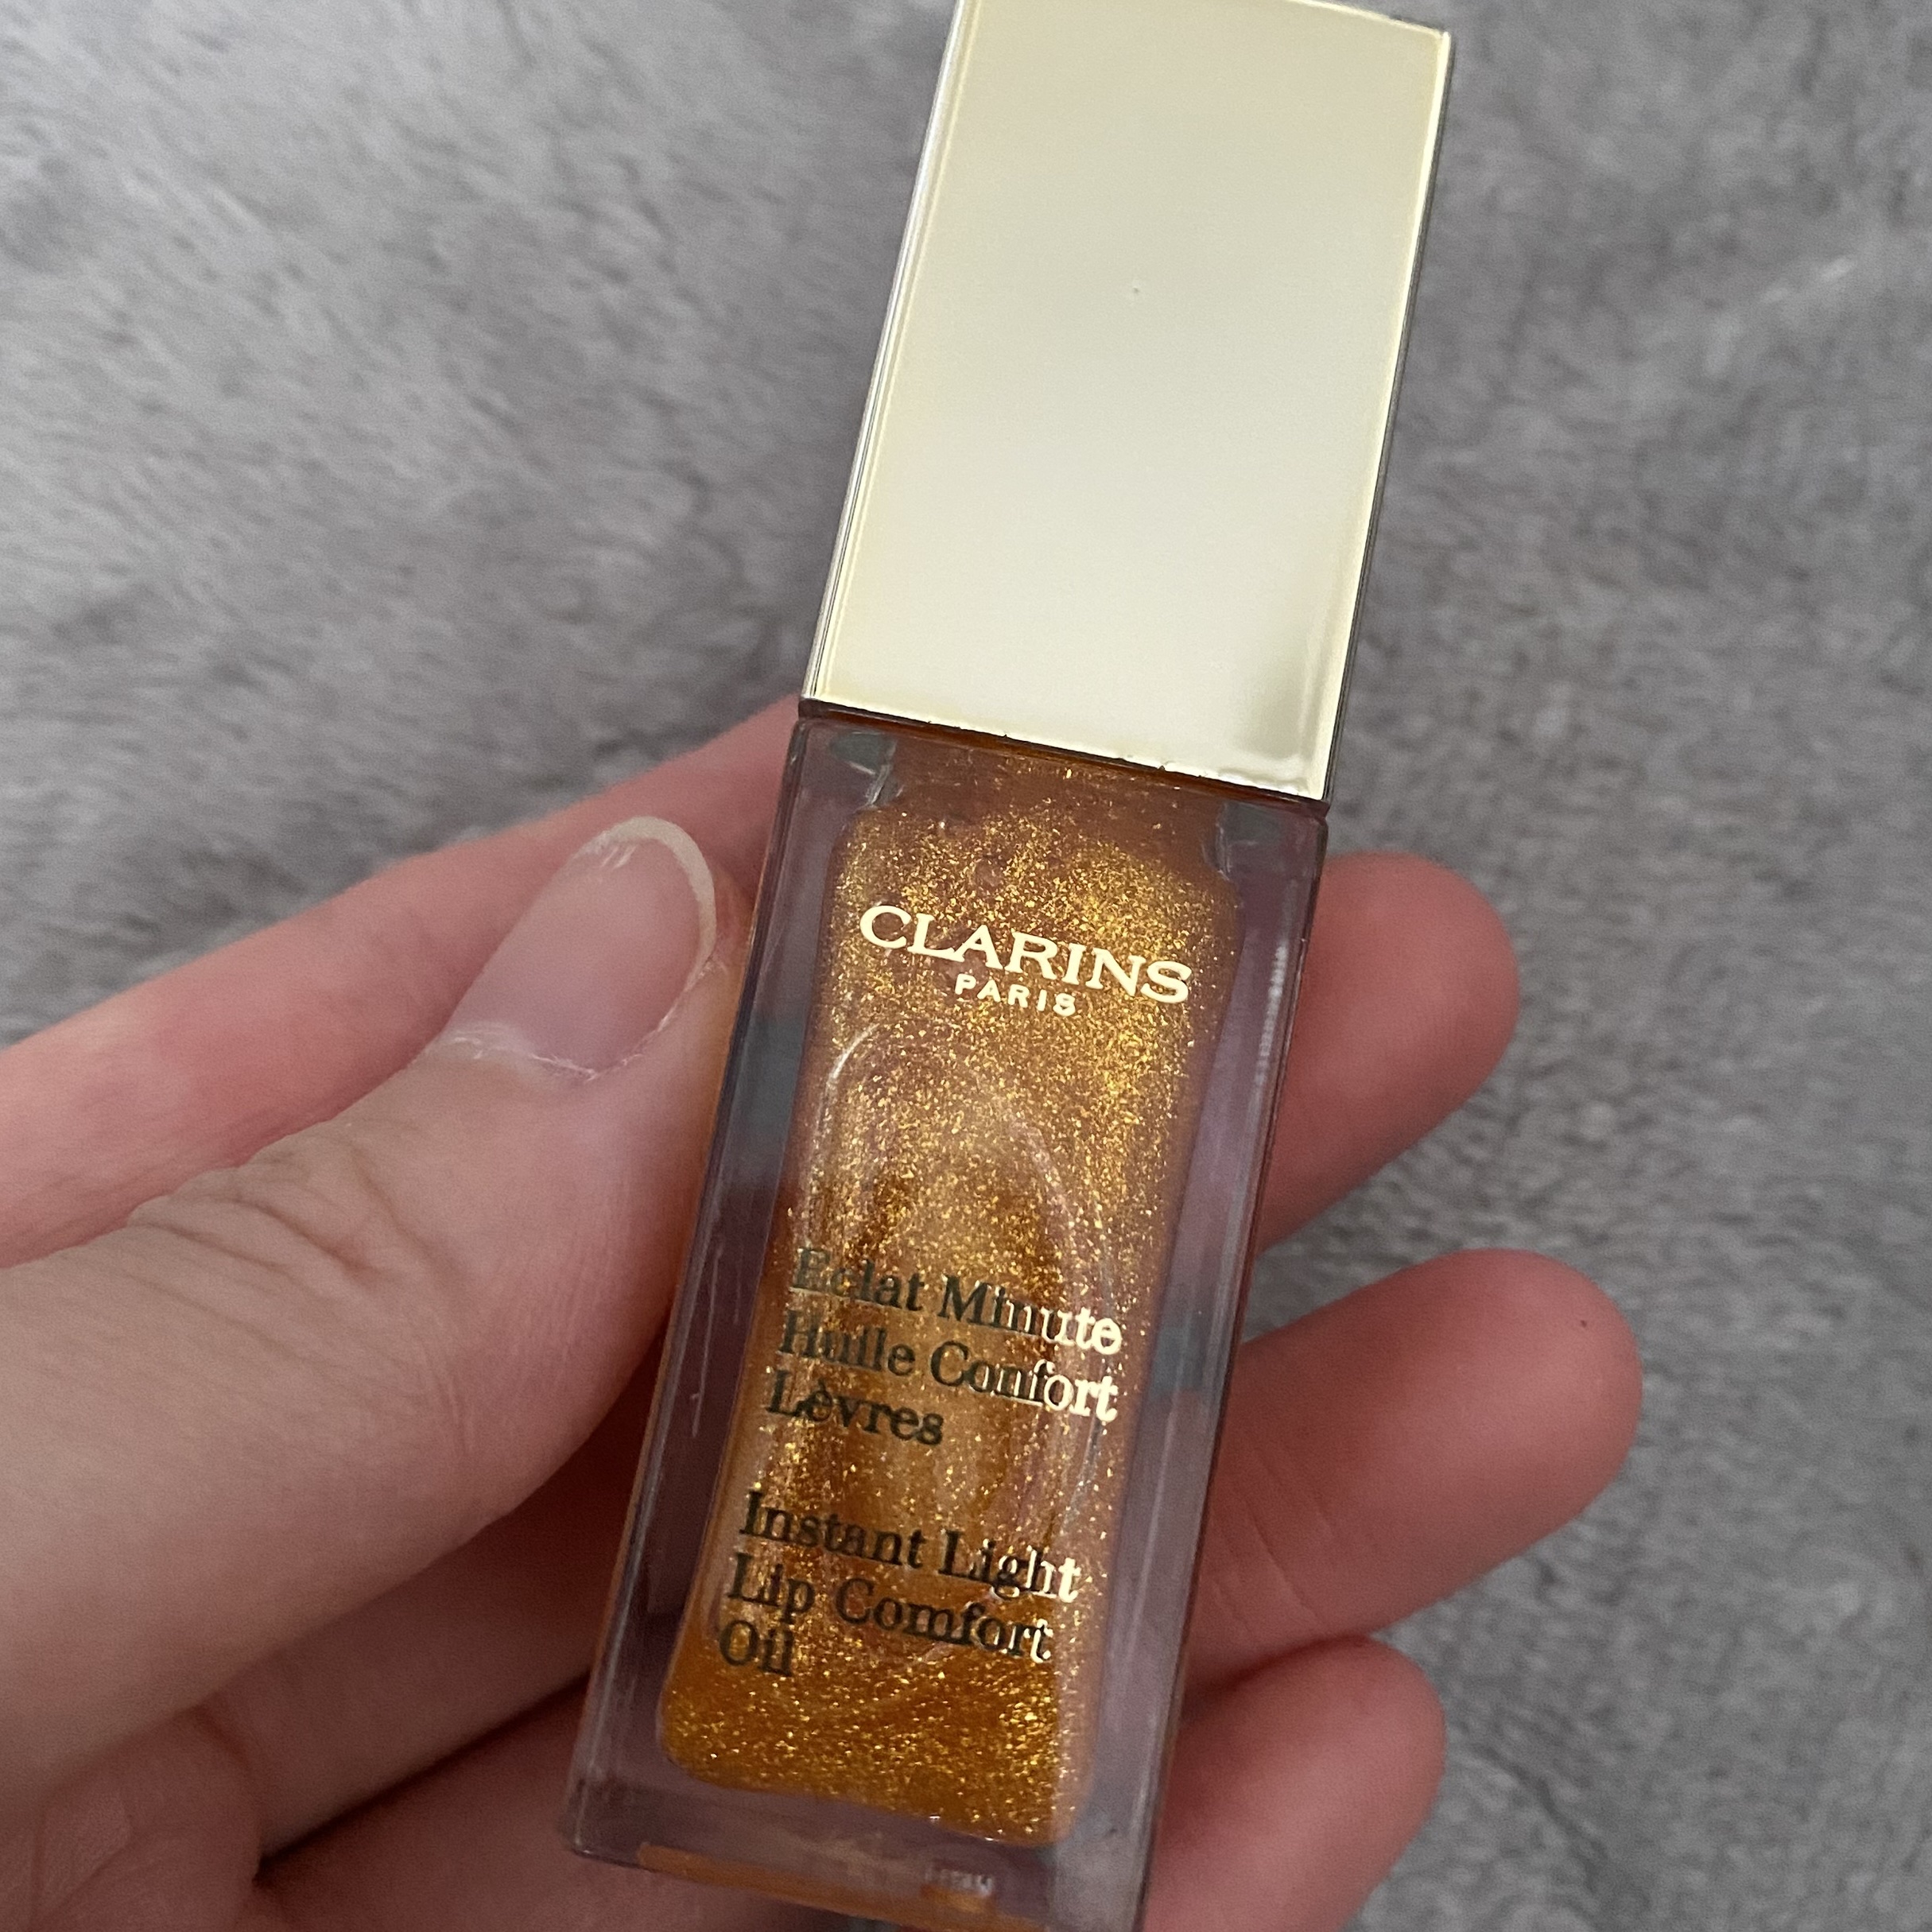 CLARINS
PARIS
Eclat Minute
Huile Confort
Lèvres
Instant Light
Lip Comfort
Oil